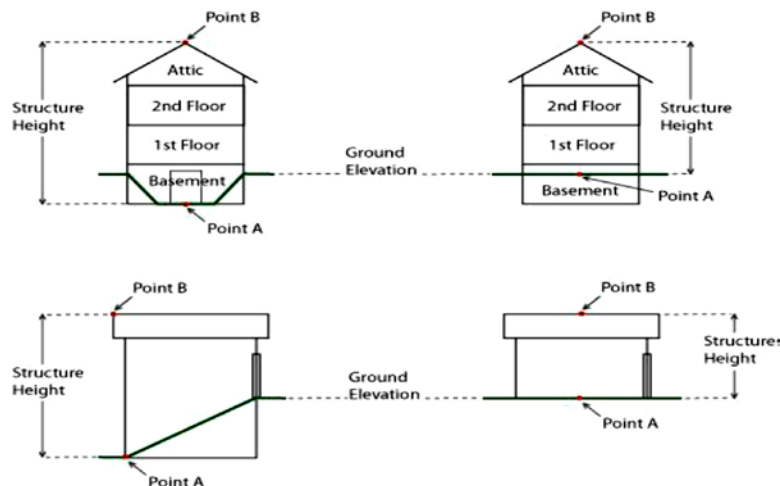 Point B
Attic
2nd Floor
1st Floor
Basement
Structure
Height
Point A
Ground
Elevation
Point B
Attic
2nd Floor
1st Floor
Basement
Structure
Height
Point A
Point B
Structure
Height
Point A
Ground
Elevation
Point B
Structures
Height
Point A